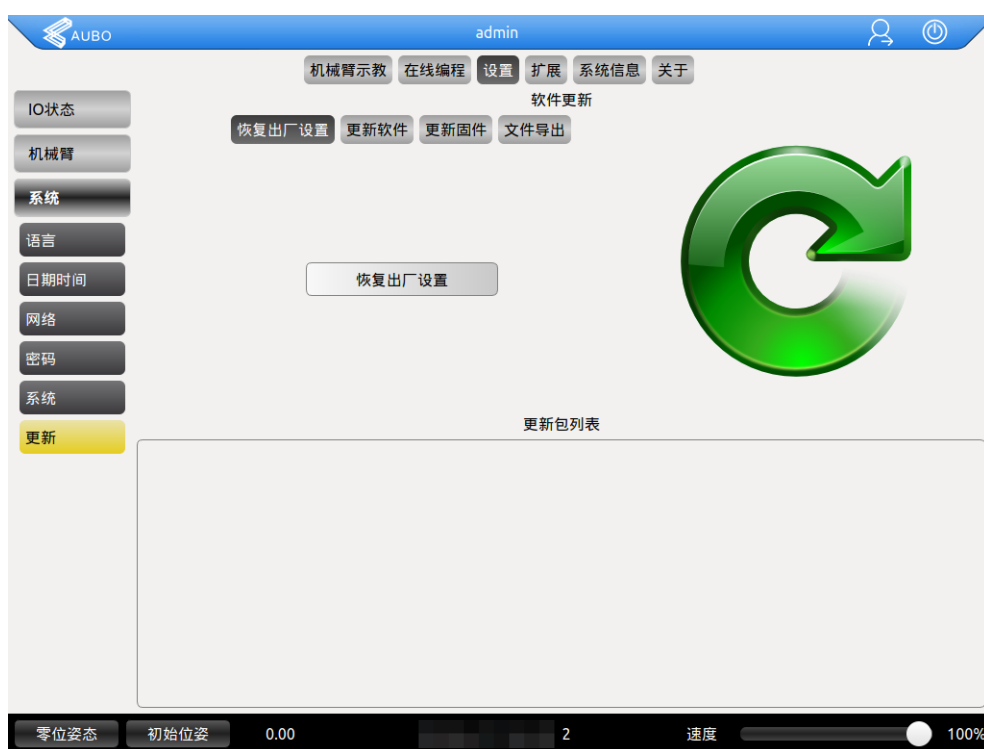 AUBO admin
机械臂示教 在线编程 设置 扩展 系统信息 关于
软件更新
IO状态
恢复出厂设置 更新软件 更新固件 文件导出
机械臂
系统
语言
日期时间
恢复出厂设置
网络
密码
系统
更新包列表
更新
零位姿态 初始位姿 0.00 2 速度 100%